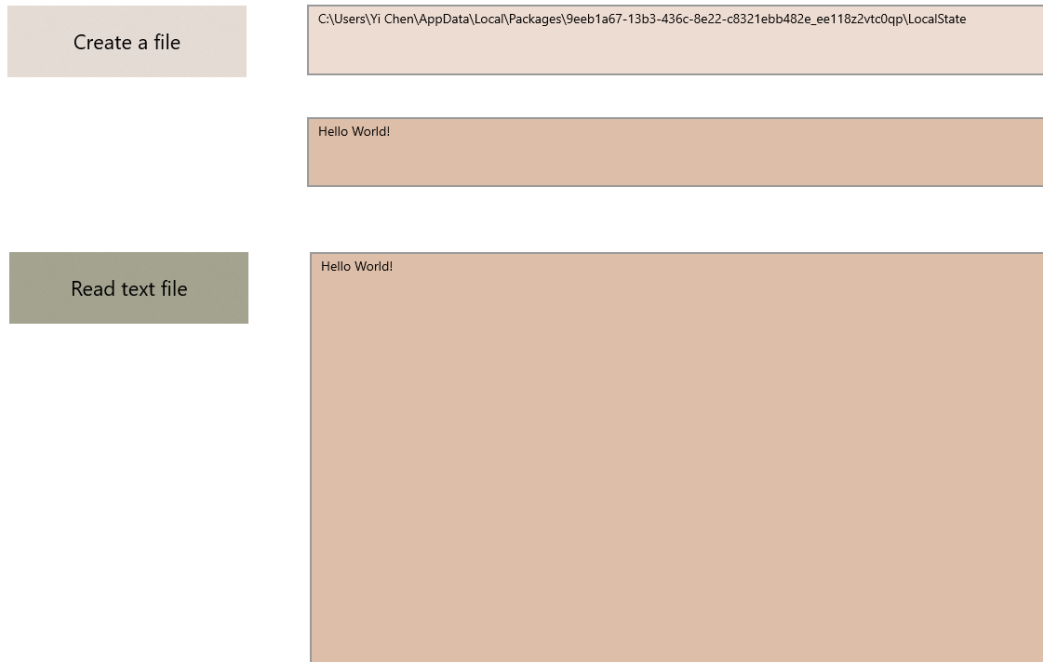 Create a file
C:\Users\Yi Chen\AppData\Local\Packages\9eeb1a67-13b3-436c-8e22-c8321ebb482e_ee118z2vtc0qp\LocalState
Hello World!
Read text file
Hello World!